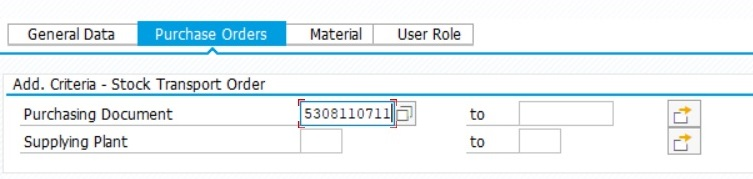 General Data Purchase Orders Material User Role
Add. Criteria - Stock Transport Order
Purchasing Document 5308110711 to
Supplying Plant to